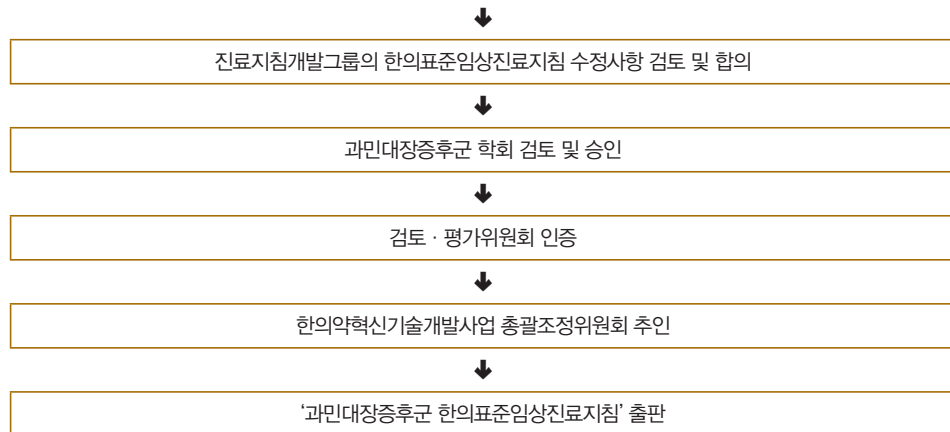 진료지침개발그룹의 한의표준임상진료지침 수정사항 검토 및 합의
과민대장증후군 학회 검토 및 승인
검토 · 평가위원회 인증
한의약혁신기술개발사업 총괄조정위원회 추인
‘과민대장증후군 한의표준임상진료지침’ 출판